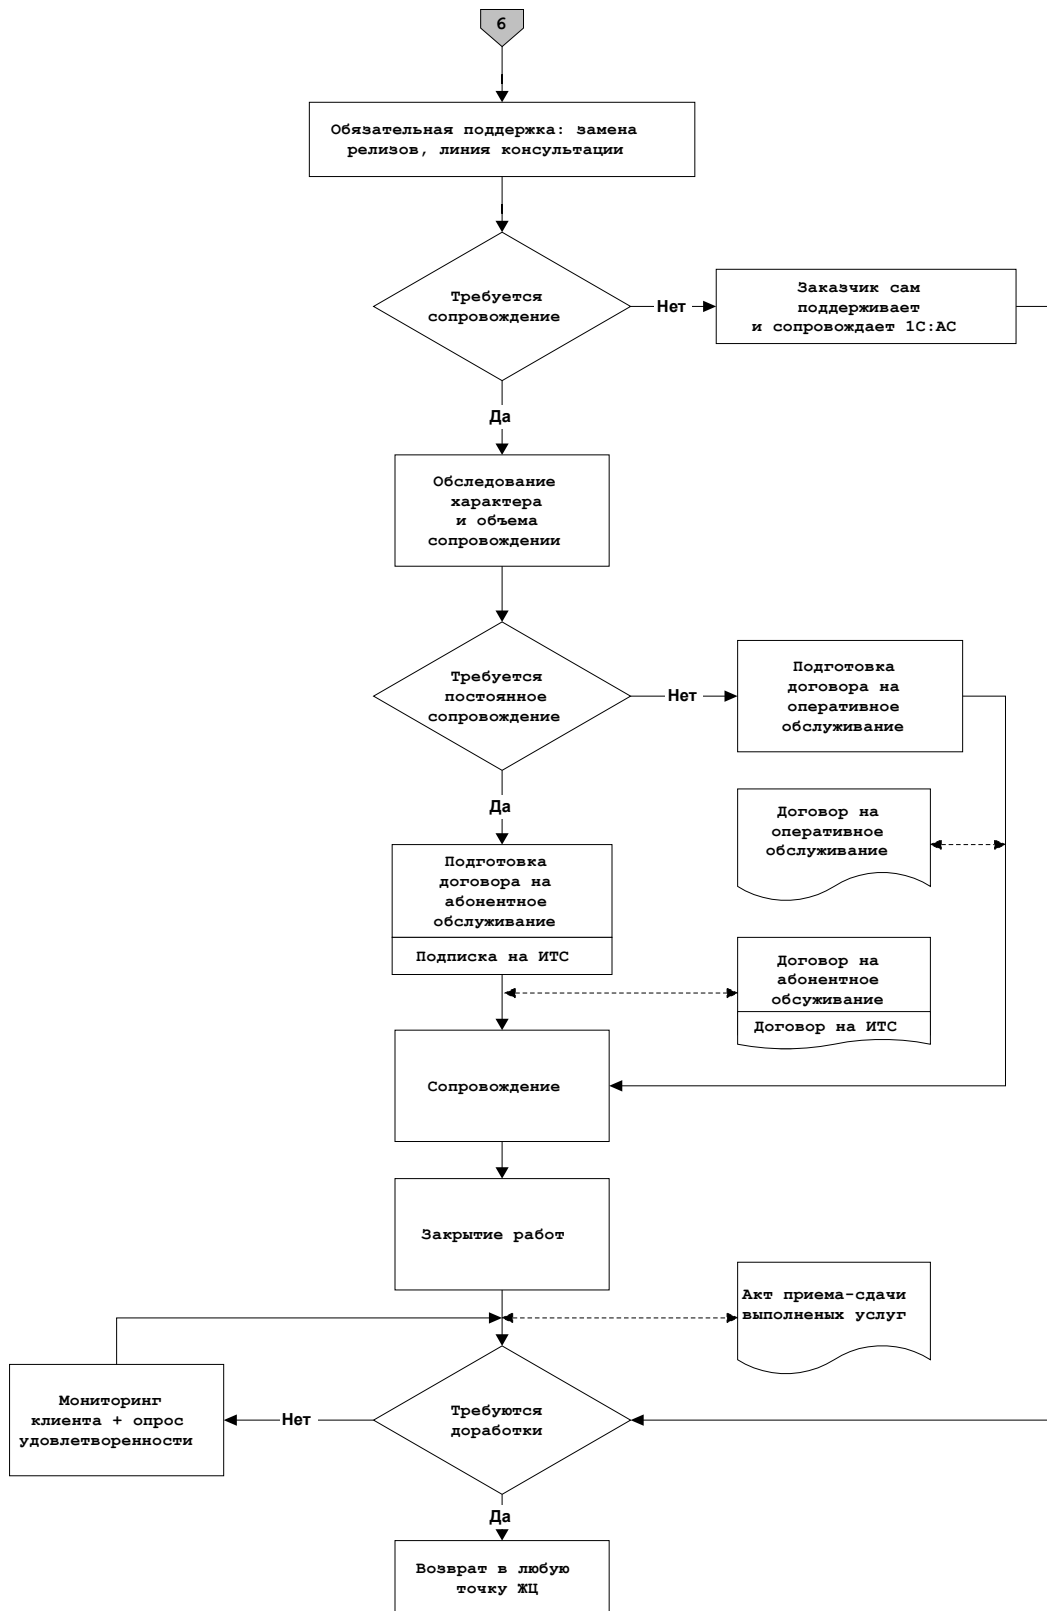 6
Обязательная поддержка: замена
релизов, линия консультации
Требуется
сопровождение
Нет
Заказчик сам
поддерживает
и сопровождает 1С:АС
Да
Обследование
характера
и объема
сопровождении
Требуется
постоянное
сопровождение
Нет
Подготовка
договора на
оперативное
обслуживание
Да
Договор на
оперативное
обслуживание
Подготовка
договора на
абонентное
обслуживание
Подписка на ИТС
Договор на
абонентное
обсуживание
Договор на ИТС
Сопровождение
Закрытие работ
Акт приема-сдачи
выполненых услуг
Мониторинг
клиента + опрос
удовлетворенности
Нет
Требуются
доработки
Да
Возврат в любую
точку ЖЦ